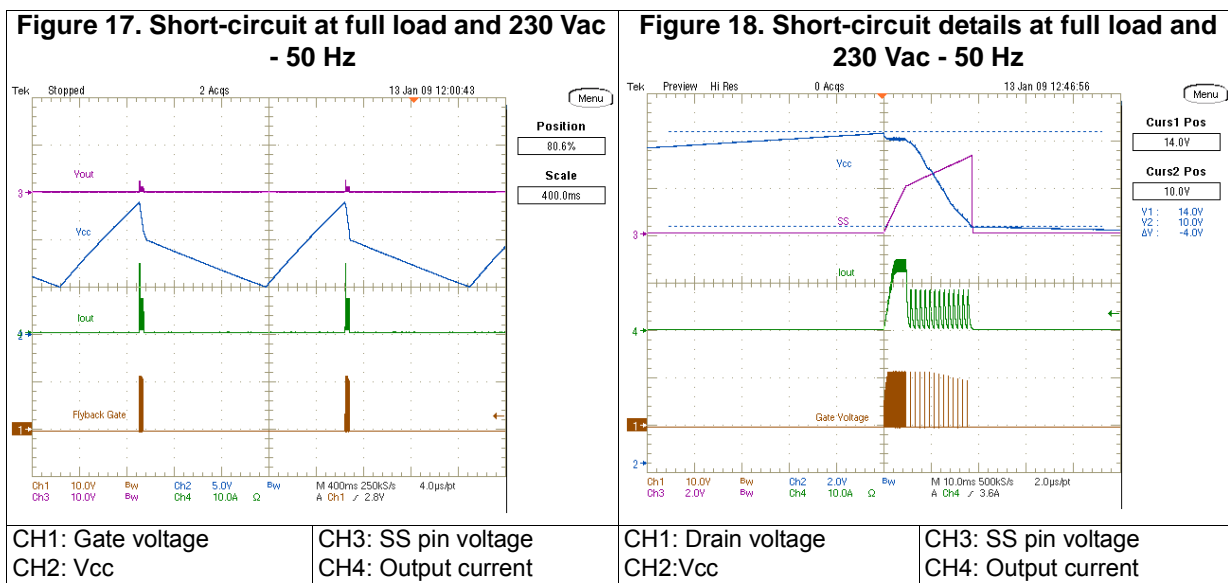 Figure 17. Short-circuit at full load and 230 Vac
- 50 Hz
Tek Stopped 2 Acqs 13 Jan 09 12:00:43
Menu
Position
80.6%
Scale
400.0ms
Vout
3
Vcc
Iout
Flyback Gate
1
Ch1 10.0V Bw Ch2 5.0V Bw M 400ms 250kS/s 4.0µs/pt
Ch3 10.0V Bw Ch4 10.0A Ω A Ch1 / 2.8V
CH1: Gate voltage
CH2: Vcc
CH3: SS pin voltage
CH4: Output current
Figure 18. Short-circuit details at full load and
230 Vac - 50 Hz
Tek Preview Hi Res 0 Acqs 13 Jan 09 12:46:56
Menu
Curs1 Pos
14.0V
Curs2 Pos
10.0V
V1 : 14.0V
V2 : 10.0V
ΔV : -4.0V
Vcc
SS
3
Iout
4
Gate Voltage
1
2
Ch1 10.0V Bw Ch2 2.0V Bw M 10.0ms 500kS/s 2.0µs/pt
Ch3 2.0V Bw Ch4 10.0A Ω A Ch4 / 3.6A
CH1: Drain voltage
CH2:Vcc
CH3: SS pin voltage
CH4: Output current